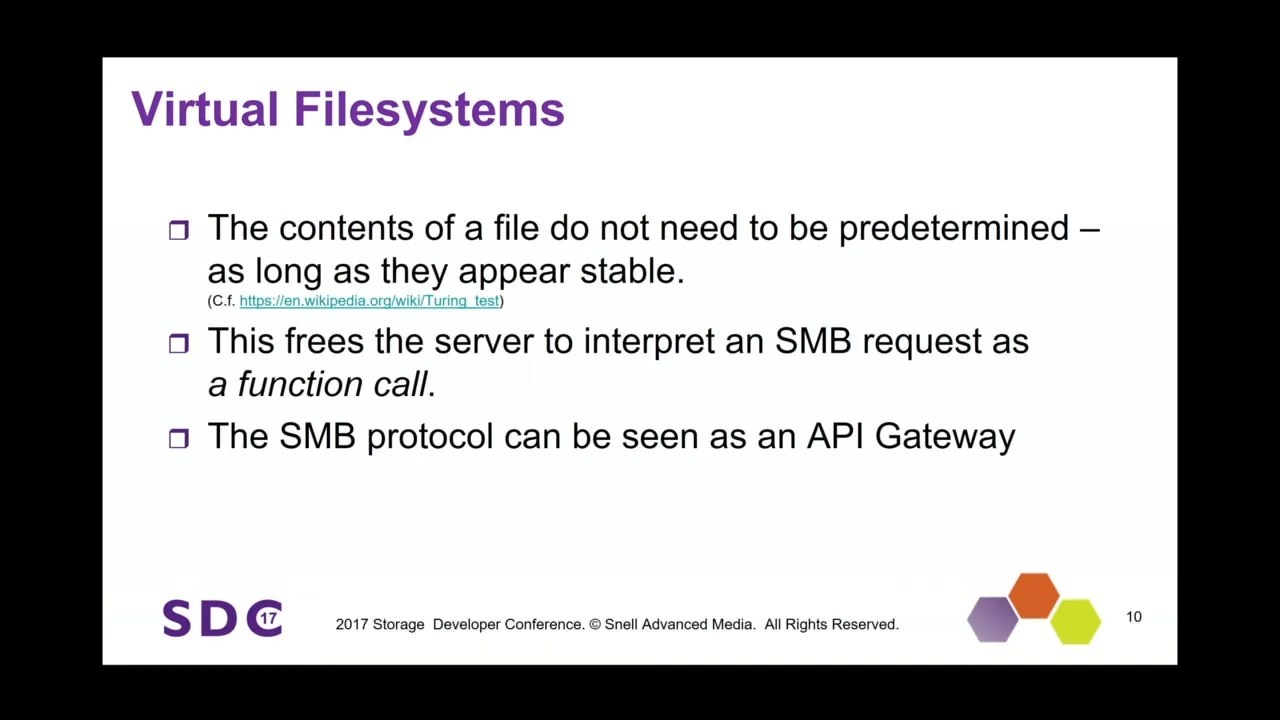 Virtual Filesystems
The contents of a file do not need to be predetermined –
as long as they appear stable.
(C.f. https://en.wikipedia.org/wiki/Turing_test)
This frees the server to interpret an SMB request as
a function call.
The SMB protocol can be seen as an API Gateway
SDC 17
2017 Storage Developer Conference. © Snell Advanced Media. All Rights Reserved.
10